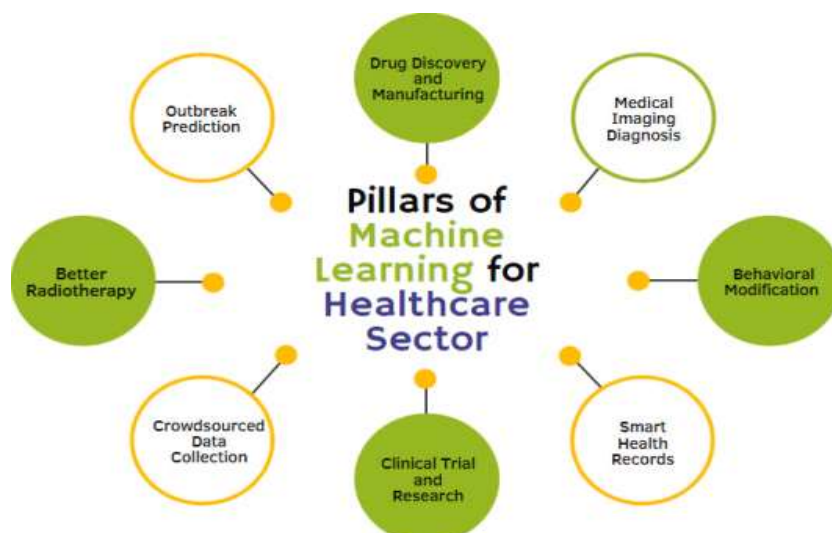 Drug Discovery
and
Manufacturing
Outbreak
Prediction
Medical
Imaging
Diagnosis
Pillars of
Machine
Learning for
Healthcare
Sector
Better
Radiotherapy
Behavioral
Modification
Crowdsourced
Data
Collection
Smart
Health
Records
Clinical Trial
and
Research